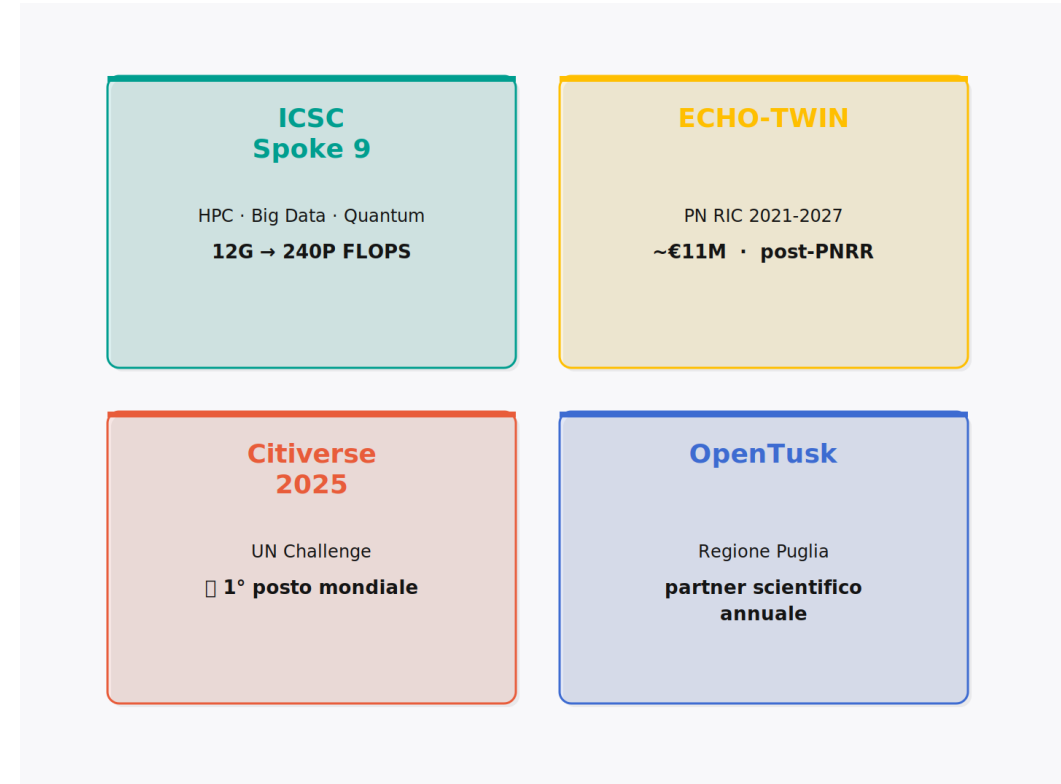 ICSC
Spoke 9
HPC · Big Data · Quantum
12G → 240P FLOPS
ECHO-TWIN
PN RIC 2021-2027
~€11M · post-PNRR
Citiverse
2025
UN Challenge
1° posto mondiale
OpenTusk
Regione Puglia
partner scientifico
annuale